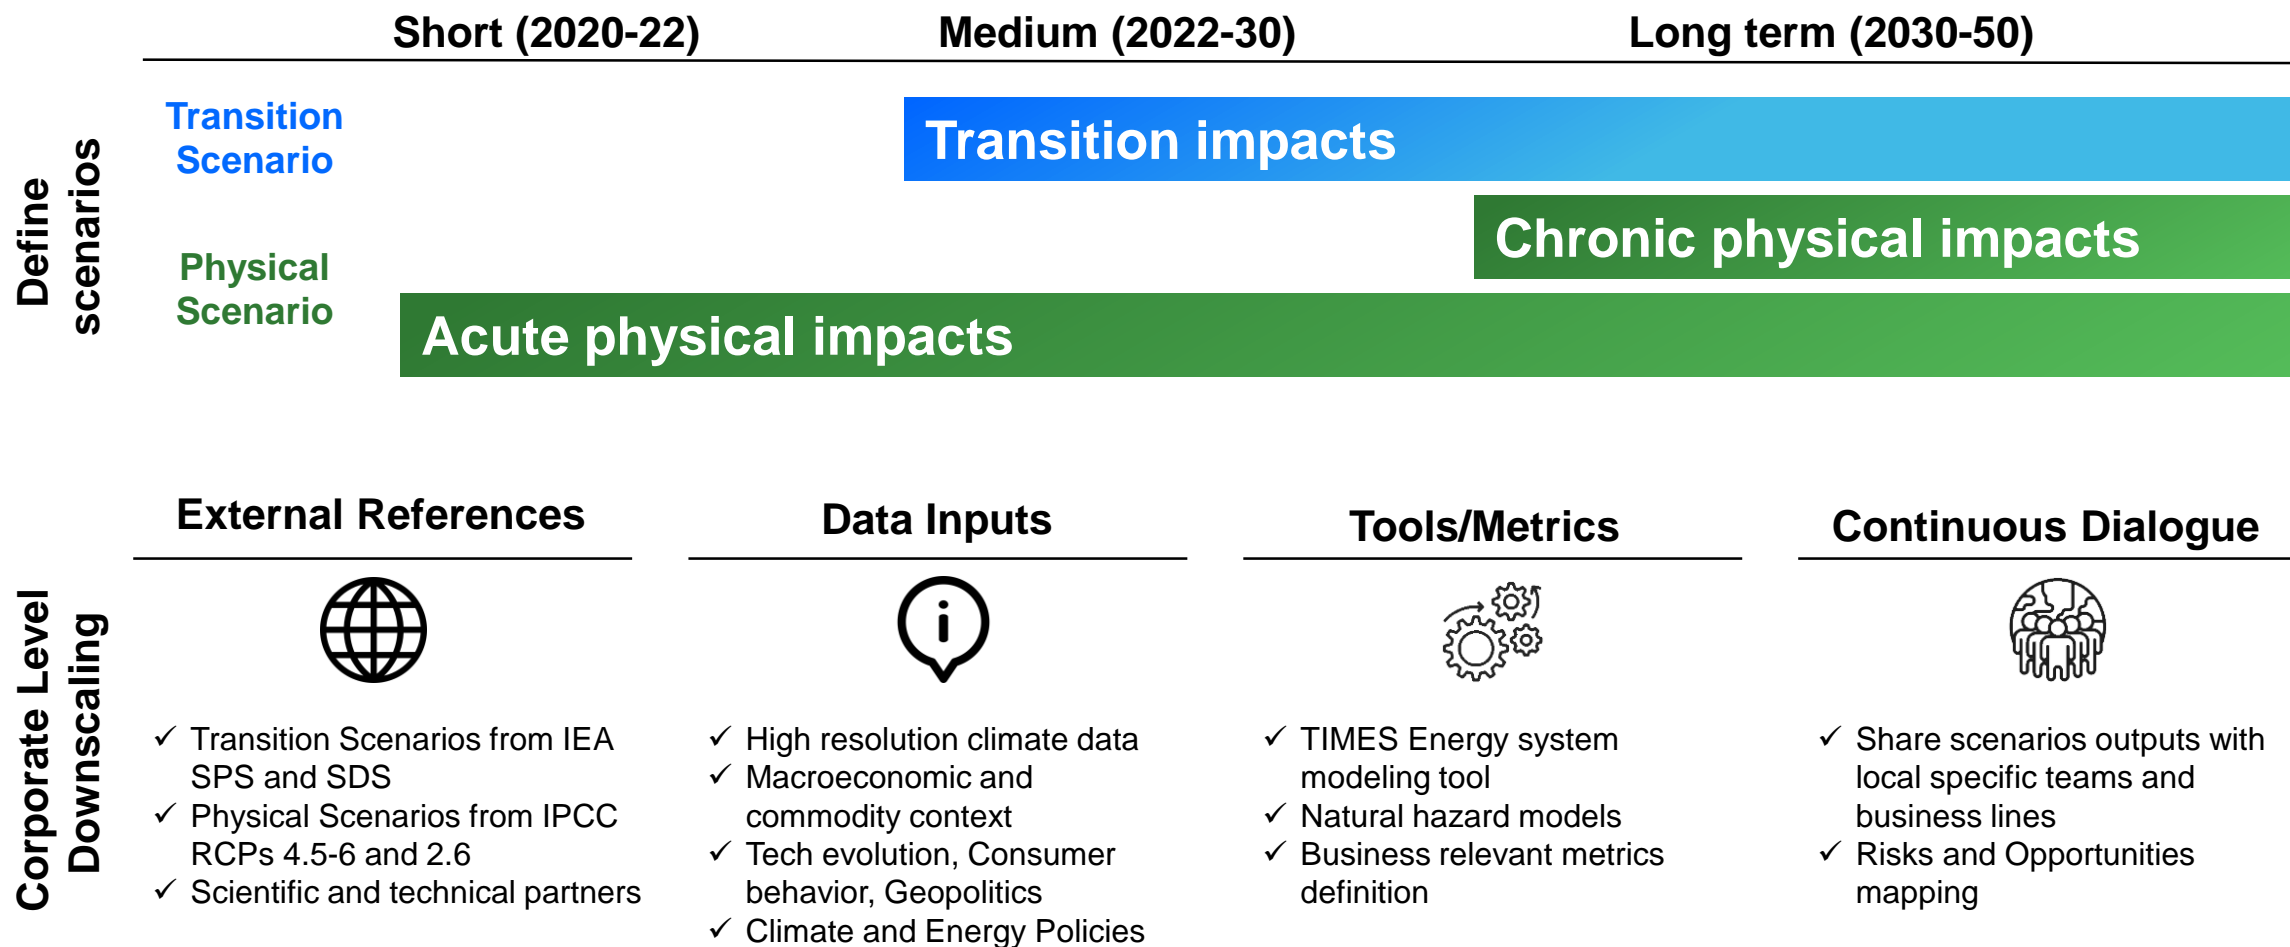 Short (2020-22)
Medium (2022-30)
Long term (2030-50)
Define
scenarios
Transition
Scenario
Transition impacts
Chronic physical impacts
Physical
Scenario
Acute physical impacts
Corporate Level
Downscaling
External References
✓ Transition Scenarios from IEA
SPS and SDS
✓ Physical Scenarios from IPCC
RCPs 4.5-6 and 2.6
✓ Scientific and technical partners
Data Inputs
i
✓ High resolution climate data
✓ Macroeconomic and
commodity context
✓ Tech evolution, Consumer
behavior, Geopolitics
✓ Climate and Energy Policies
Tools/Metrics
✓ TIMES Energy system
modeling tool
✓ Natural hazard models
✓ Business relevant metrics
definition
Continuous Dialogue
✓ Share scenarios outputs with
local specific teams and
business lines
✓ Risks and Opportunities
mapping